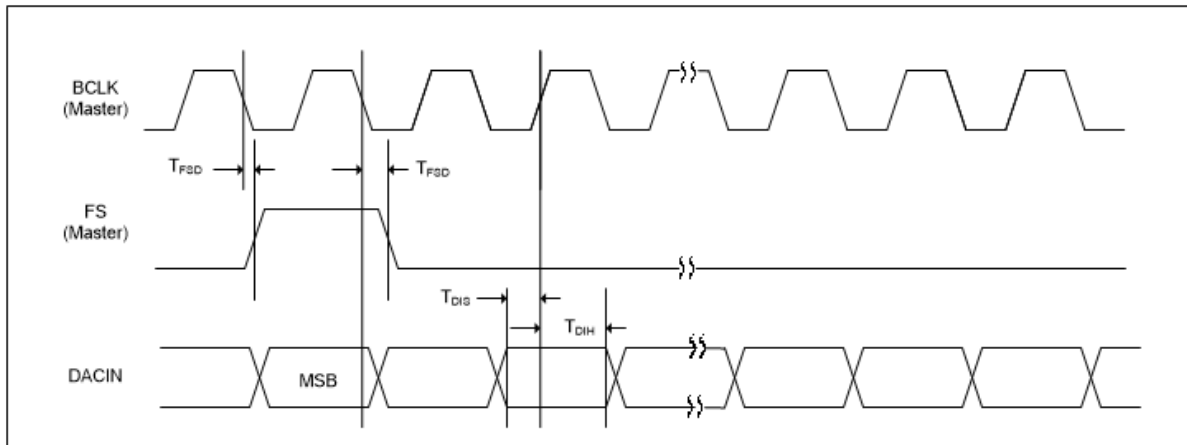 BCLK
(Master)
TFSD
TFSD
FS
(Master)
TDIS
TDIH
DACIN
MSB